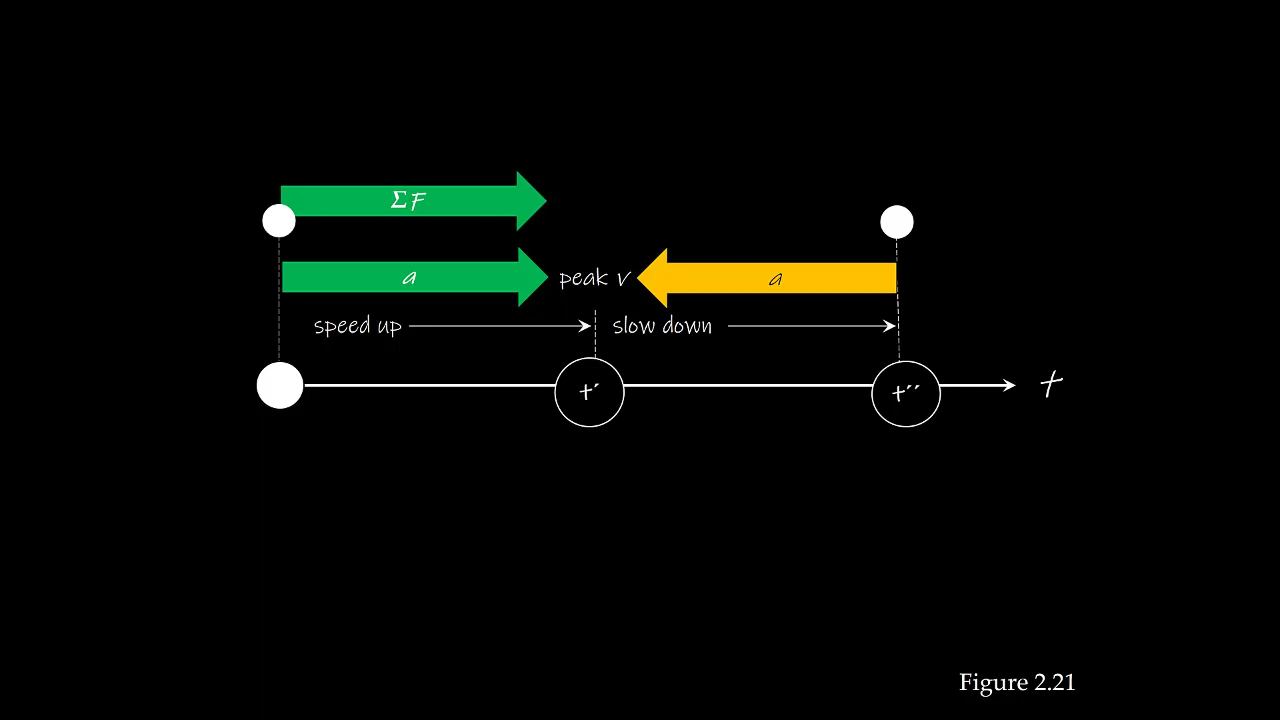 ΣF
a peak v a
speed up slow down
t´ t´´ t
Figure 2.21